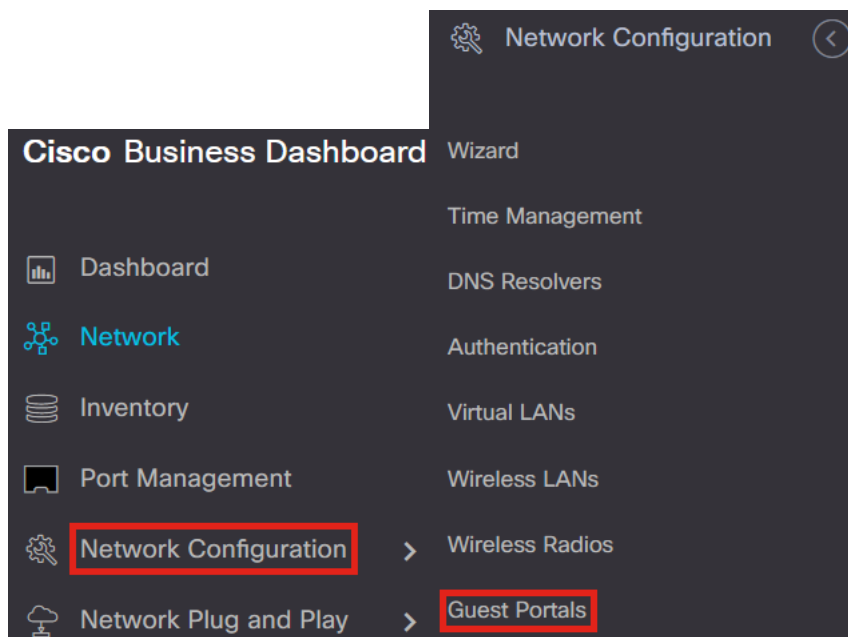 Cisco Business Dashboard
Dashboard
Network
Inventory
Port Management
Network Configuration
Network Plug and Play
Network Configuration
Wizard
Time Management
DNS Resolvers
Authentication
Virtual LANs
Wireless LANs
Wireless Radios
Guest Portals